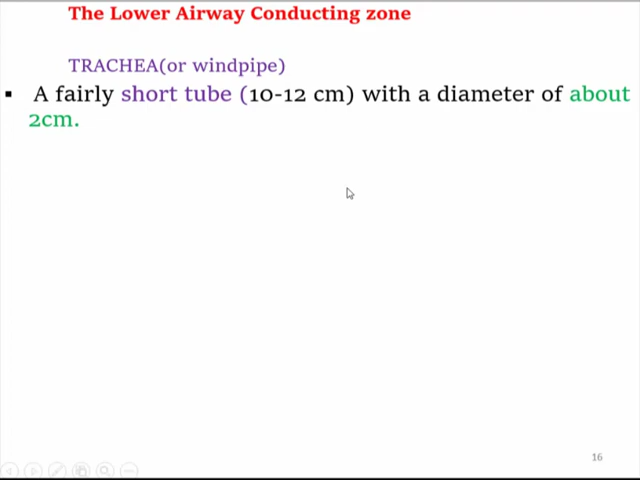 The Lower Airway Conducting zone
TRACHEA(or windpipe)
▪ A fairly short tube (10-12 cm) with a diameter of about
2cm.
16